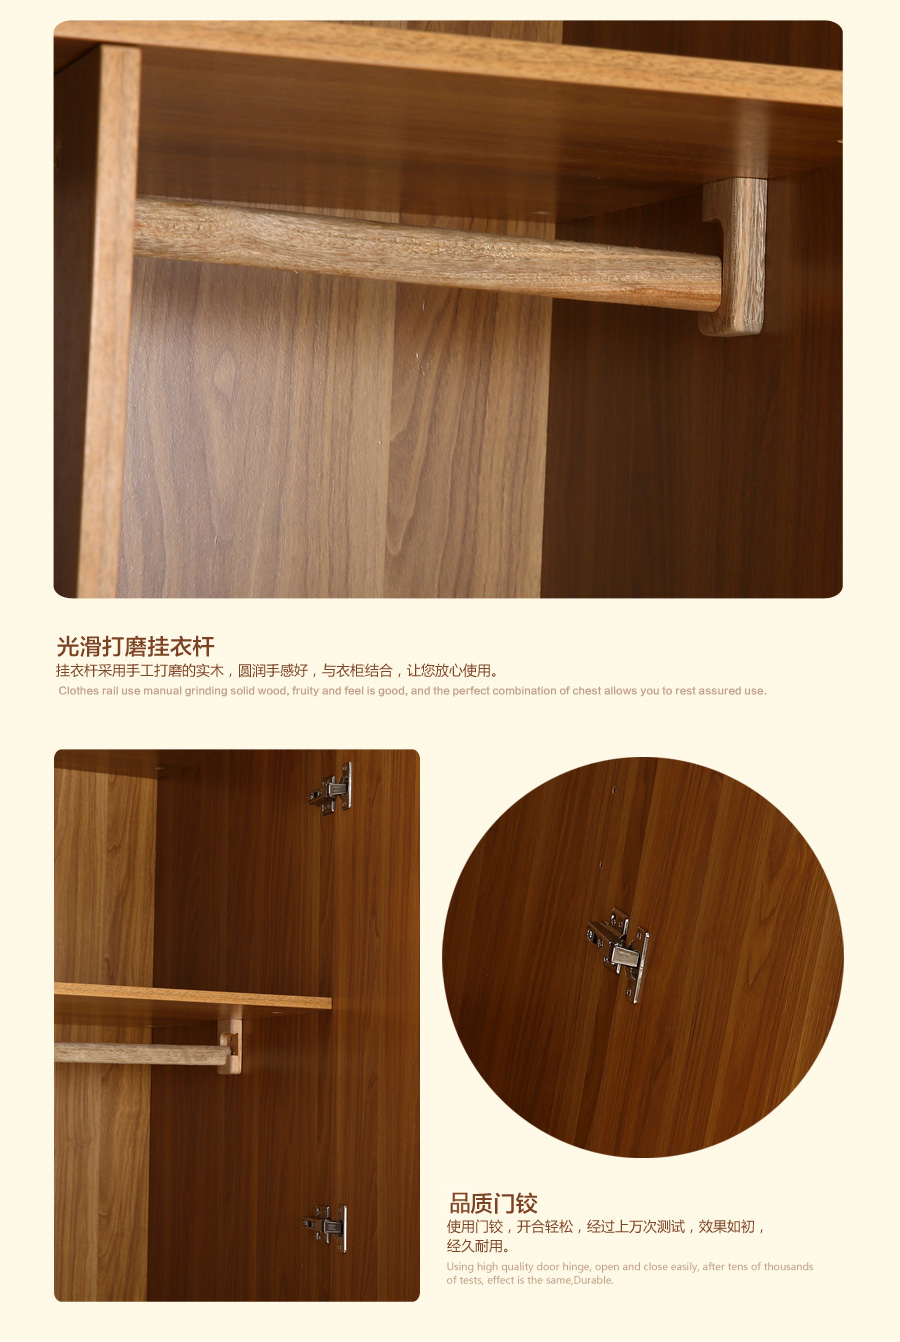 光滑打磨挂衣杆
挂衣杆采用手工打磨的实木，圆润手感好，与衣柜结合，让您放心使用。
Clothes rail use manual grinding solid wood, fruity and feel is good, and the perfect combination of chest allows you to rest assured use.
品质门铰
使用门铰，开合轻松，经过上万次测试，效果如初，
经久耐用。
Using high quality door hinge, open and close easily, after tens of thousands
of tests, effect is the same,Durable.